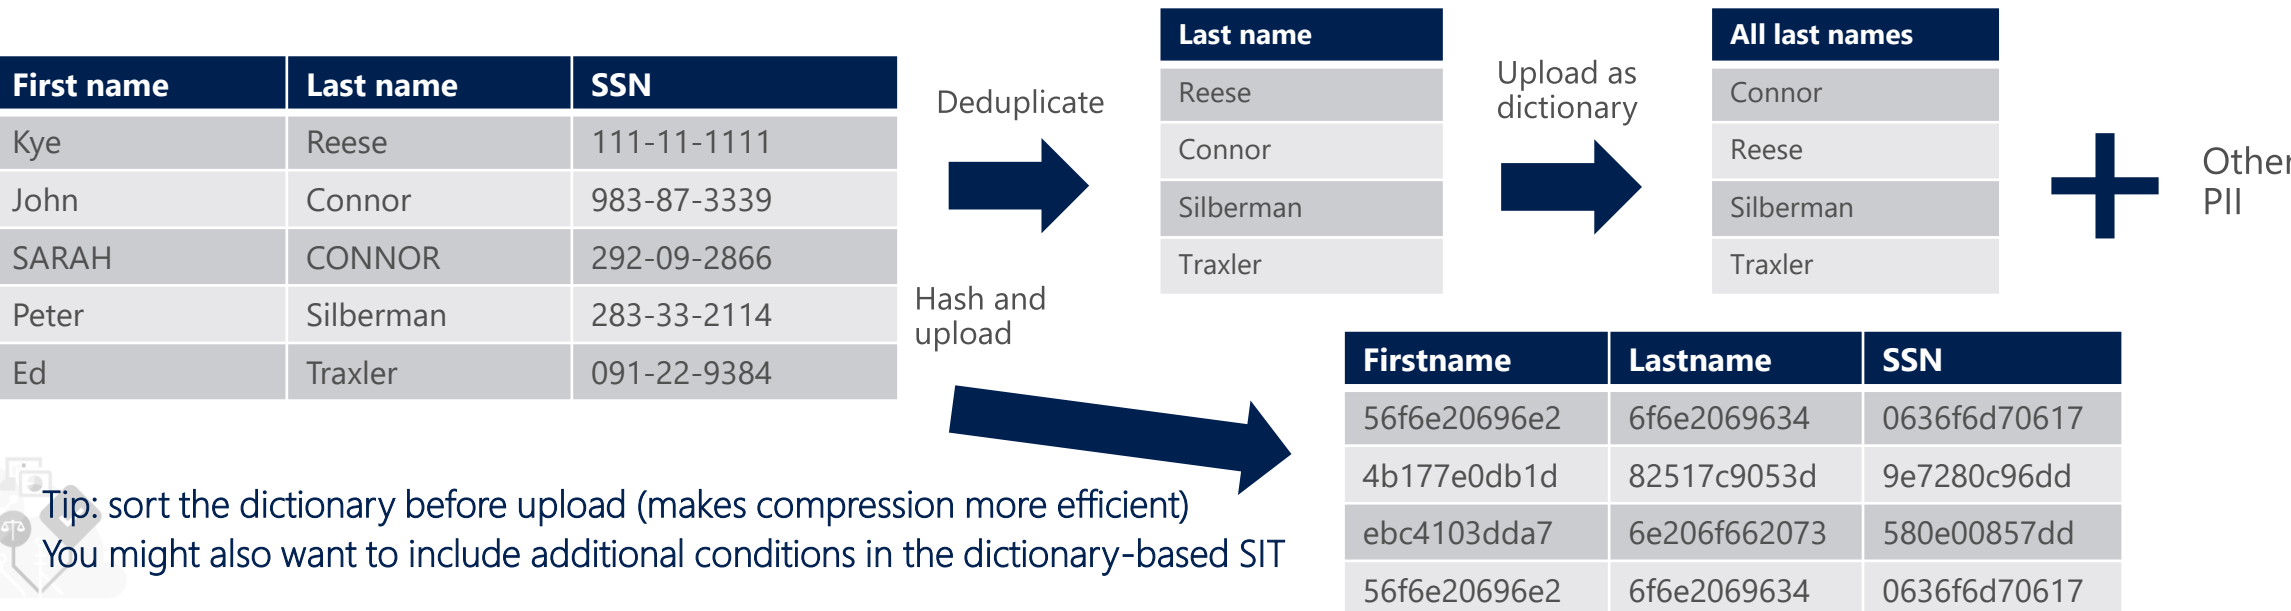 First name Last name SSN
Kye Reese 111-11-1111
John Connor 983-87-3339
SARAH CONNOR 292-09-2866
Peter Silberman 283-33-2114
Ed Traxler 091-22-9384
Deduplicate
Last name
Reese
Connor
Silberman
Traxler
Upload as
dictionary
All last names
Connor
Reese
Silberman
Traxler
Other
PII
Hash and
upload
Firstname Lastname SSN
56f6e20696e2 6f6e2069634 0636f6d70617
4b177e0db1d 82517c9053d 9e7280c96dd
ebc4103dda7 6e206f662073 580e00857dd
56f6e20696e2 6f6e2069634 0636f6d70617
Tip: sort the dictionary before upload (makes compression more efficient)
You might also want to include additional conditions in the dictionary-based SIT